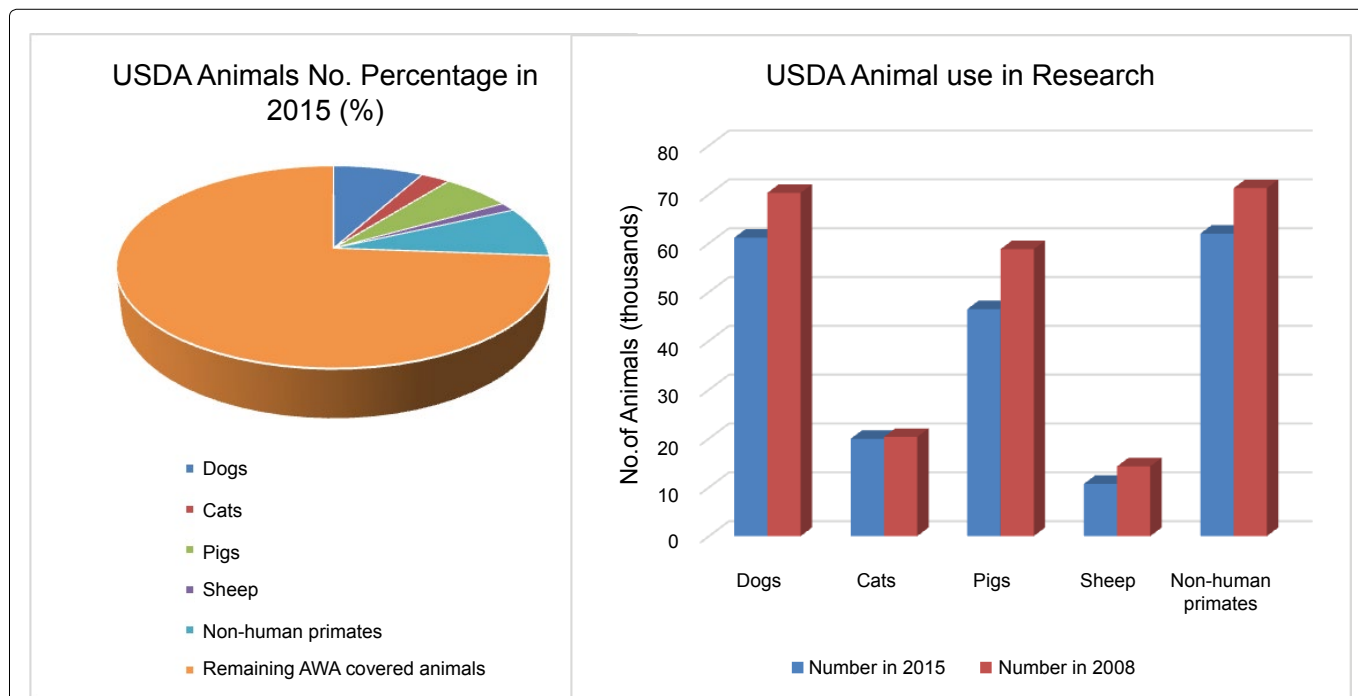 USDA Animals No. Percentage in
2015 (%)
Dogs
Cats
Pigs
Sheep
Non-human primates
Remaining AWA covered animals
USDA Animal use in Research
No.of Animals (thousands)
80
70
60
50
40
30
20
10
0
Dogs
Cats
Pigs
Sheep
Non-human
primates
Number in 2015
Number in 2008